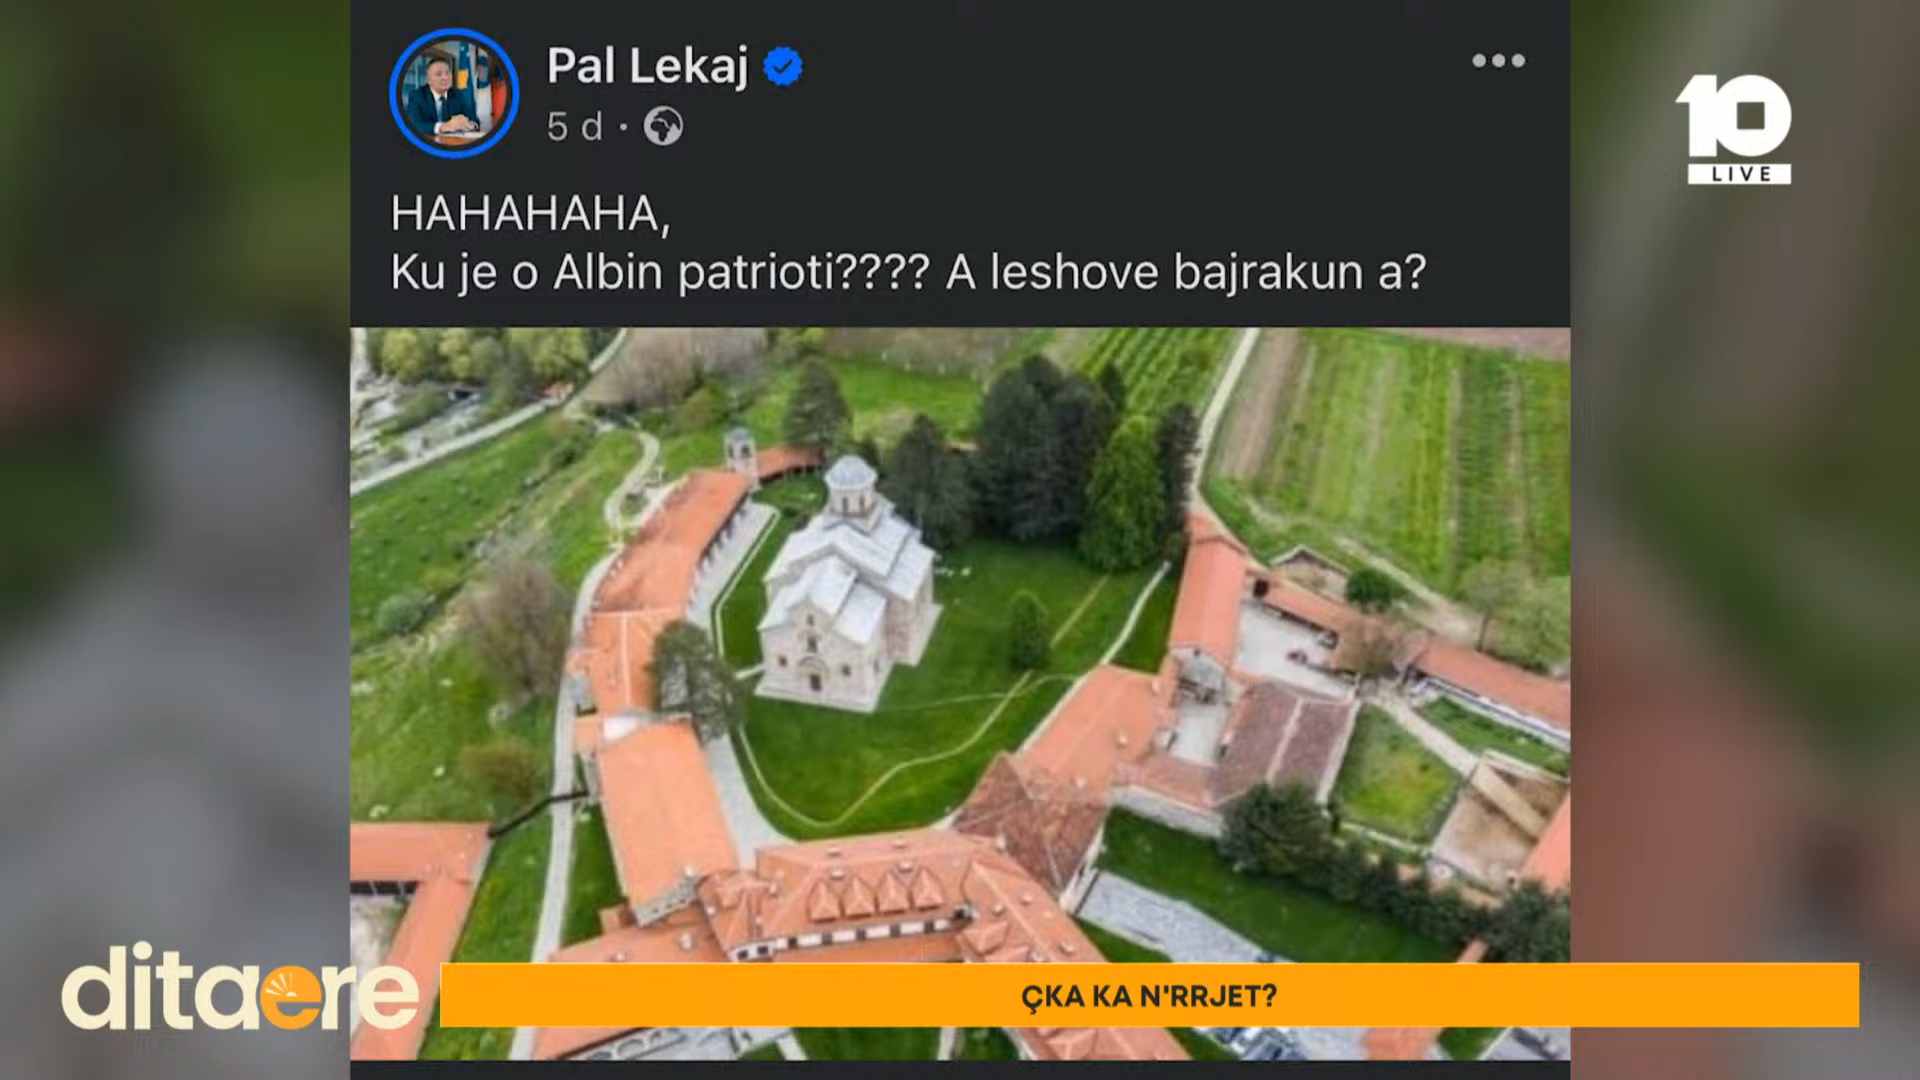 Pal Lekaj
5 d
10
LIVE
HAHAHAHA,
Ku je o Albin patrioti???? A leshove bajrakun a?
ditaere
ÇKA KA N'RRJET?